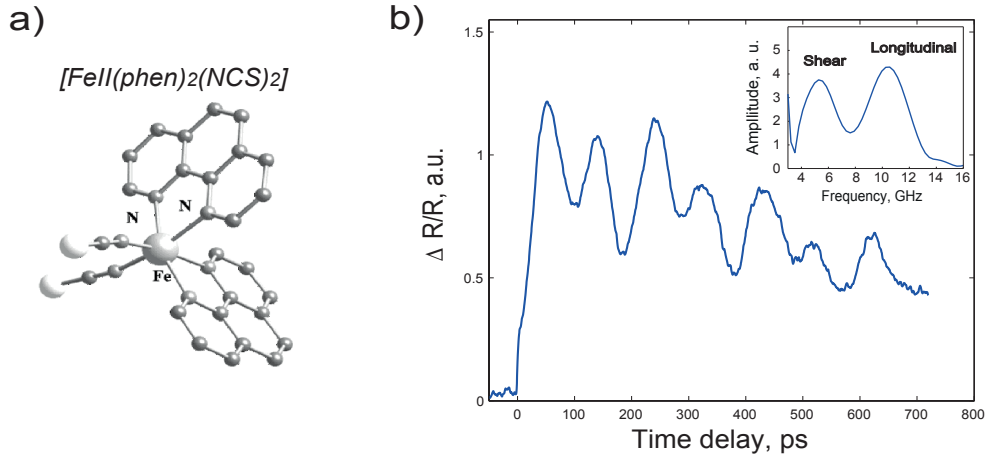 a)
[FeII(phen)2(NCS)2]
N
N
Fe
b)
1.5
1
0.5
0
Δ R/R, a.u.
0
100
200
300
400
500
600
700
800
Time delay, ps
Shear
Longitudinal
5
4
3
2
1
0
Ampllitude, a. u.
4
6
8
10
12
14
16
Frequency, GHz